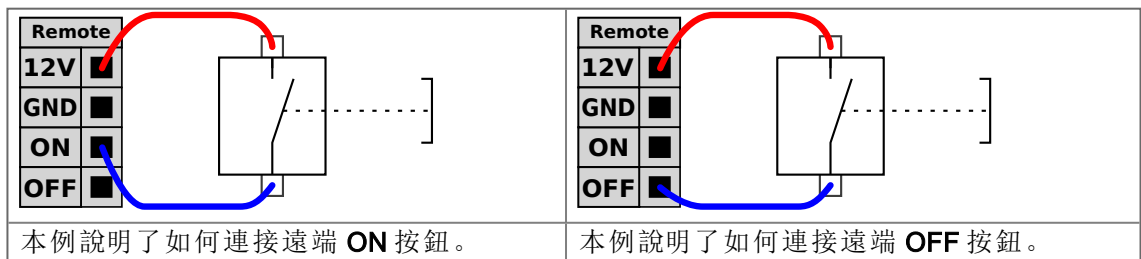 Remote
12V
GND
ON
OFF
本例說明了如何連接遠端 ON 按鈕。
Remote
12V
GND
ON
OFF
本例說明了如何連接遠端 OFF 按鈕。